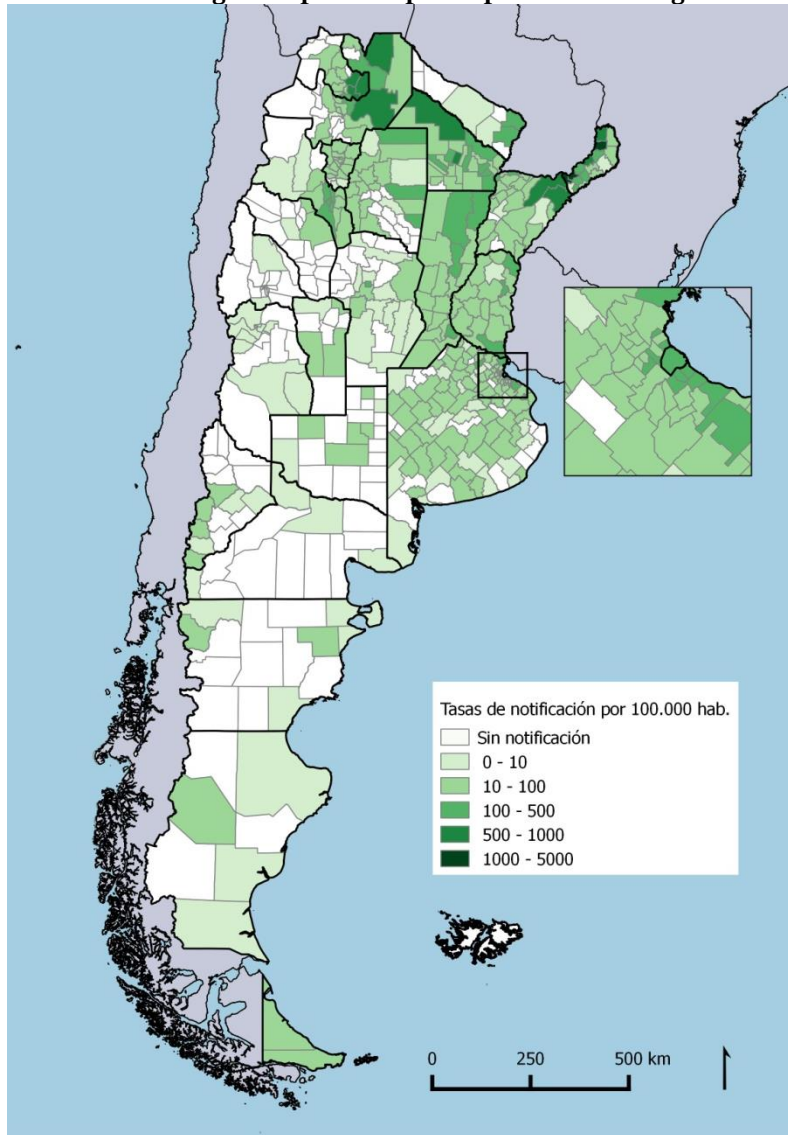 Tasas de notificación por 100.000 hab.
Sin notificación
0 - 10
10 - 100
100 - 500
500 - 1000
1000 - 5000
0 250 500 km